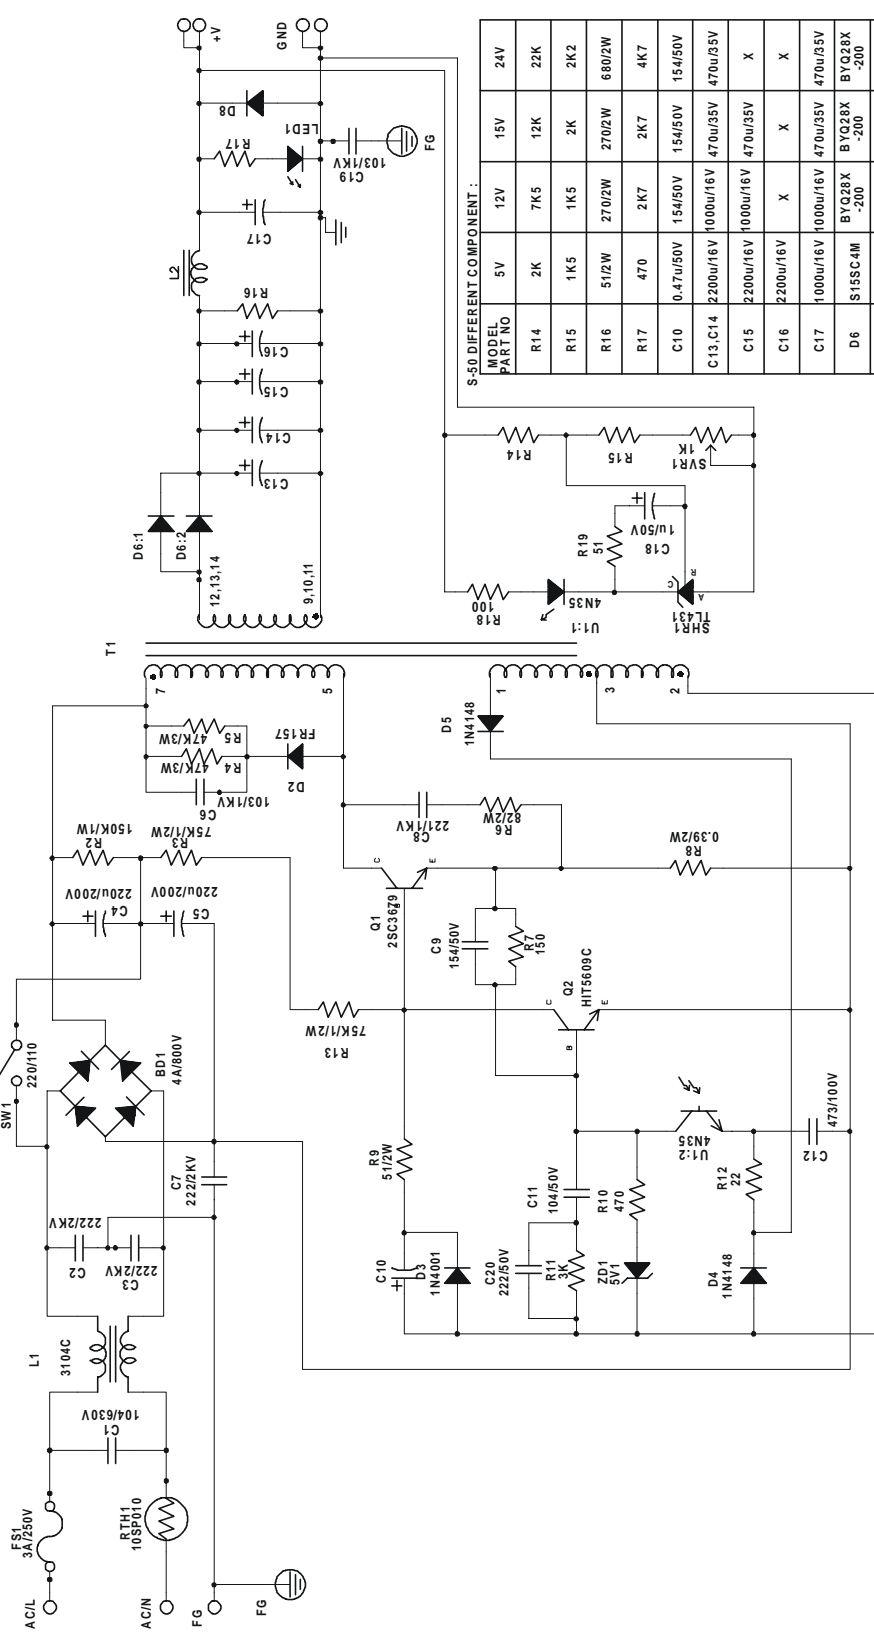 AC/L
FS1
3A/250V
AC/N
RTH1
10SP010
FG
FG
C1
104/630V
L1
3104C
C2
222/2KV
C3
222/2KV
C7
222/2KV
SW1
220/110
BD1
4A/800V
C4
220u/200V
C5
220u/200V
R2
150K/1W
R3
75K/1/2W
R13
75K/1/2W
C6
103/1KV
R4
47K/3W
R5
47K/3W
D2
FR157
T1
7
5
1
3
2
12,13,14
9,10,11
C8
221/1KV
R6
82/2W
Q1
2SC3679
C
B
E
R8
0.39/2W
C9
154/50V
R7
150
Q2
HIT5609C
C
B
E
R9
51/2W
C10
+
D3
1N4001
C11
104/50V
C20
222/50V
R11
3K
R10
470
ZD1
5V1
U1:2
4N35
R12
22
C12
473/100V
D4
1N4148
D5
1N4148
D6:1
D6:2
C13
+
C14
+
C15
+
C16
+
R16
L2
C17
+
R17
LED1
D8
C19
103/1KV
FG
+V
GND
R18
100
U1:1
4N35
R19
51
C18
1u/50V
+
SHR1
TL431
C
R
A
R14
R15
SVR1
1K
S-50 DIFFERENT COMPONENT :
MODEL PART NO 5V 12V 15V 24V
R14 2K 7K5 12K 22K
R15 1K5 1K5 2K 2K2
R16 51/2W 270/2W 270/2W 680/2W
R17 470 2K7 2K7 4K7
C10 0.47u/50V 154/50V 154/50V 154/50V
C13,C14 2200u/16V 1000u/16V 470u/35V 470u/35V
C15 2200u/16V 1000u/16V 470u/35V X
C16 2200u/16V X X X
C17 1000u/16V 1000u/16V 470u/35V 470u/35V
D6 S15SC4M BYQ28X-200 BYQ28X-200 BYQ28X-200